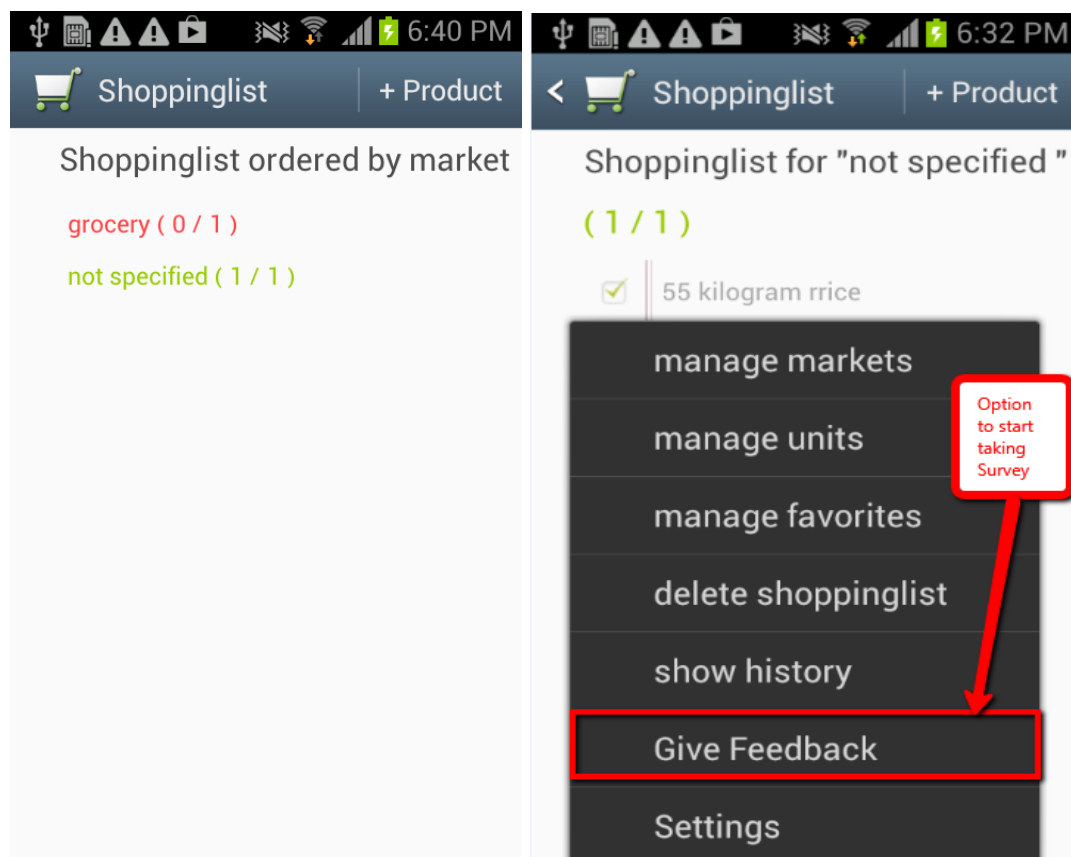 6:40 PM
Shoppinglist + Product
Shoppinglist ordered by market
grocery ( 0 / 1 )
not specified ( 1 / 1 )
6:32 PM
Shoppinglist + Product
Shoppinglist for "not specified "
( 1 / 1 )
55 kilogram rrice
manage markets
manage units
manage favorites
delete shoppinglist
show history
Give Feedback
Settings
Option
to start
taking
Survey